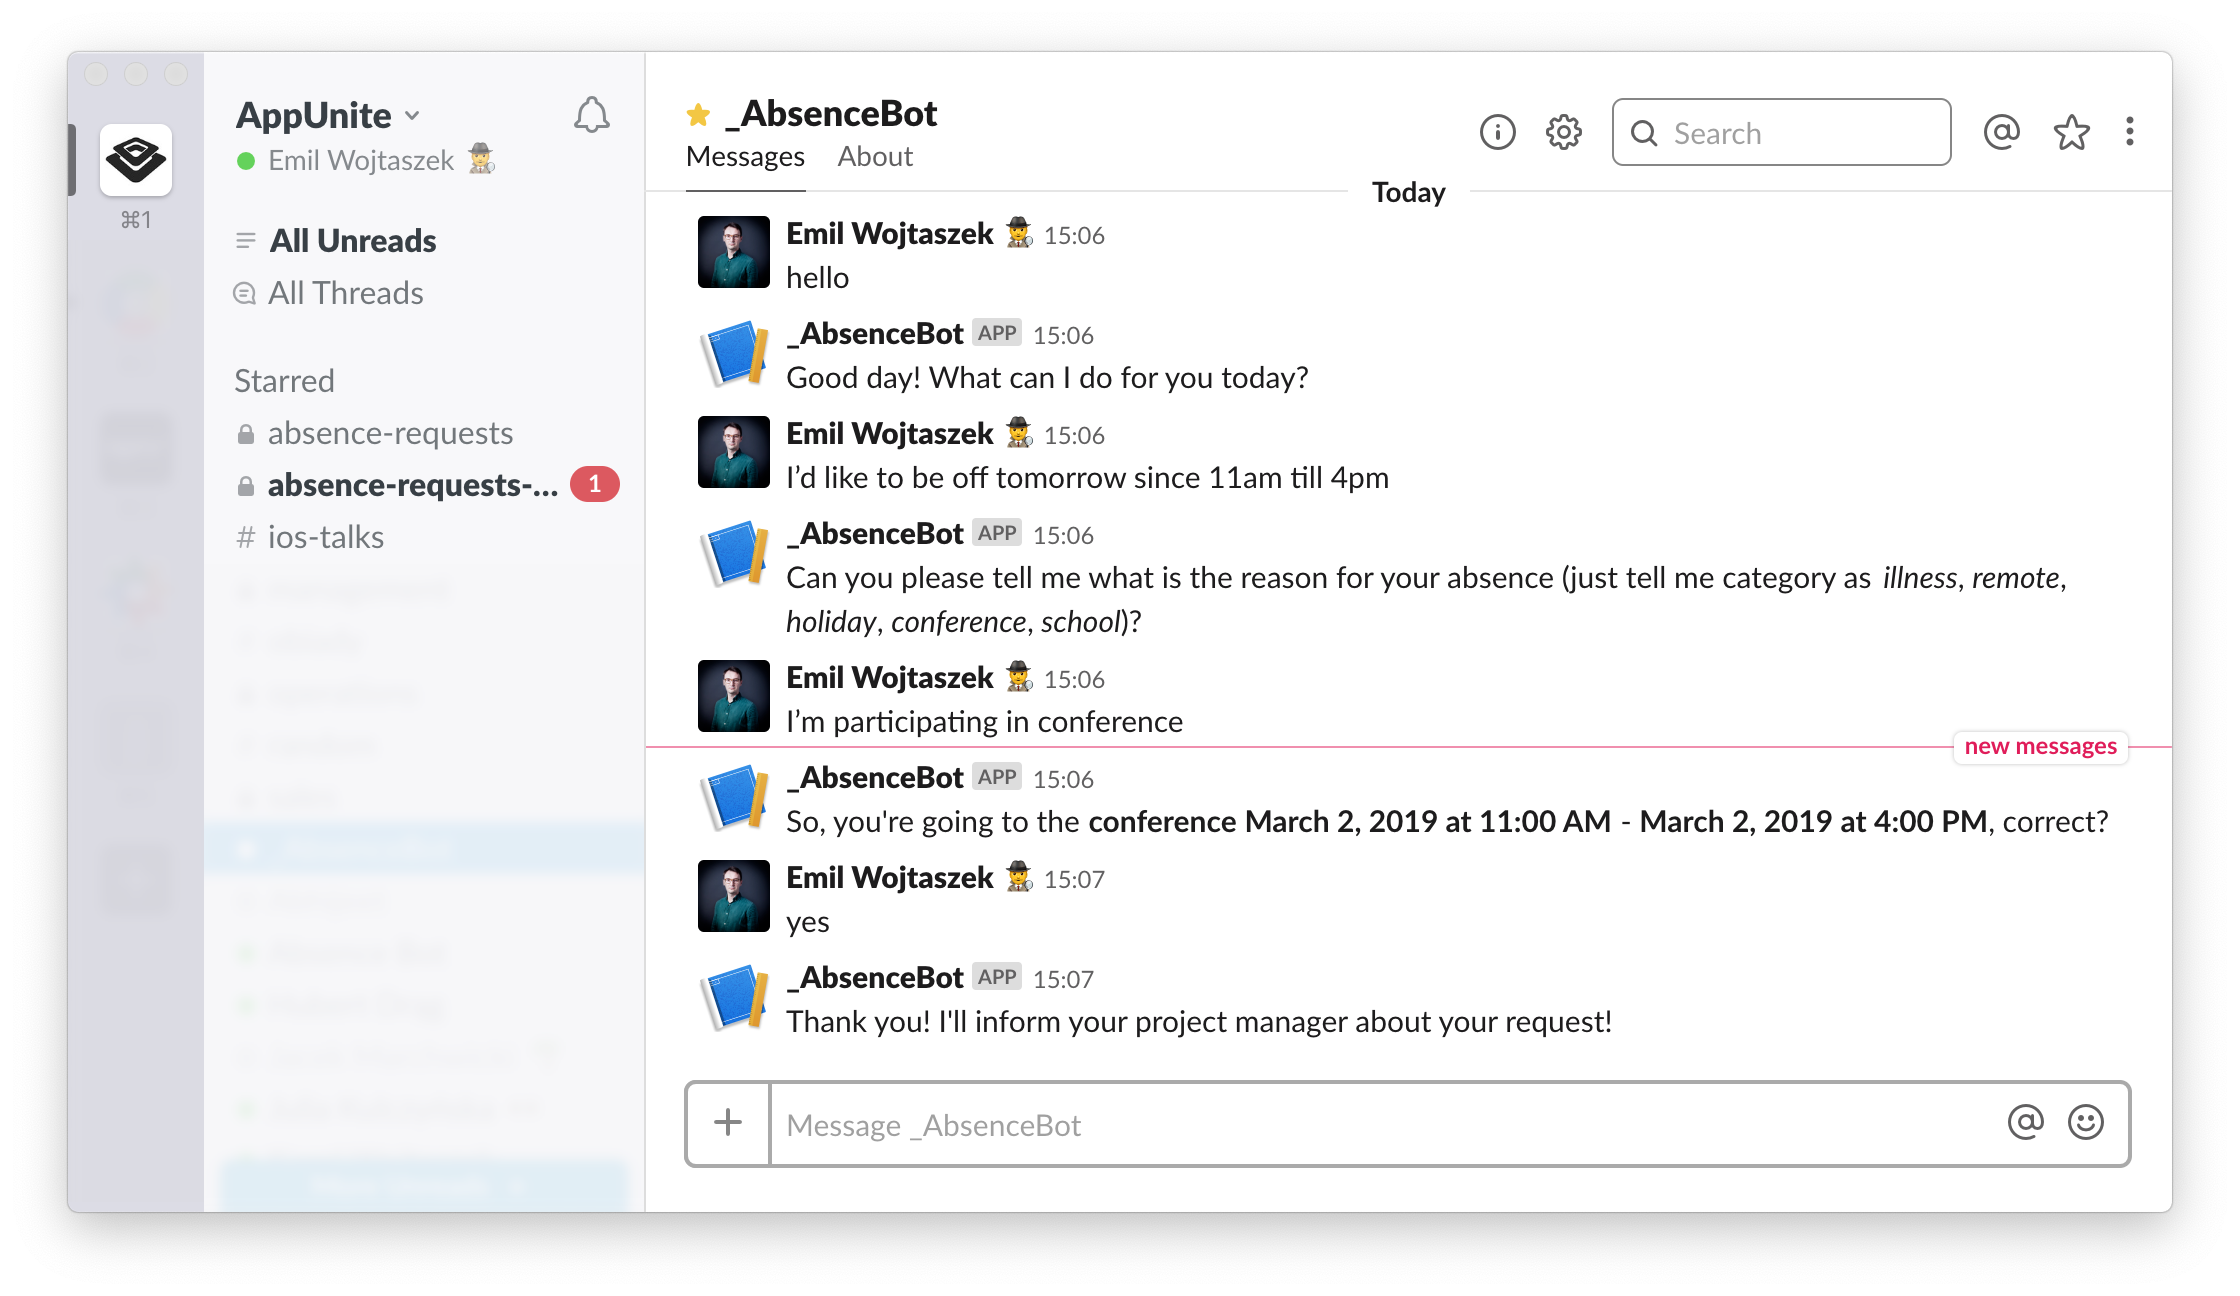 AppUnite
Emil Wojtaszek 🕵️
⌘1
All Unreads
All Threads
Starred
absence-requests
absence-requests-... 1
# ios-talks
_AbsenceBot
Messages About
Search
Today
Emil Wojtaszek 🕵️ 15:06
hello
_AbsenceBot APP 15:06
Good day! What can I do for you today?
Emil Wojtaszek 🕵️ 15:06
I’d like to be off tomorrow since 11am till 4pm
_AbsenceBot APP 15:06
Can you please tell me what is the reason for your absence (just tell me category as illness, remote,
holiday, conference, school)?
Emil Wojtaszek 🕵️ 15:06
I’m participating in conference
new messages
_AbsenceBot APP 15:06
So, you're going to the conference March 2, 2019 at 11:00 AM - March 2, 2019 at 4:00 PM, correct?
Emil Wojtaszek 🕵️ 15:07
yes
_AbsenceBot APP 15:07
Thank you! I'll inform your project manager about your request!
Message _AbsenceBot